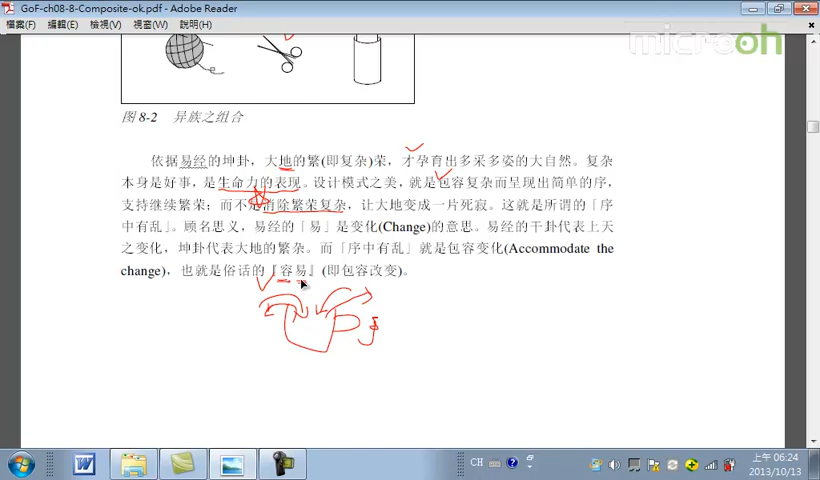 GoF-ch08-8-Composite-ok.pdf - Adobe Reader
檔案(F) 編輯(E) 檢視(V) 視窗(W) 說明(H)
microoh
图 8-2 异族之组合
依据易经的坤卦，大地的繁(即复杂)荣，才孕育出多采多姿的大自然。复杂
本身是好事，是生命力的表现。设计模式之美，就是包容复杂而呈现出简单的序，
支持继续繁荣；而不是消除繁荣复杂，让大地变成一片死寂。这就是所谓的「序
中有乱」。顾名思义，易经的「易」是变化(Change)的意思。易经的干卦代表上天
之变化，坤卦代表大地的繁杂。而「序中有乱」就是包容变化(Accommodate the
change)，也就是俗话的『容易』(即包容改变)。
CH
上午 06:24
2013/10/13